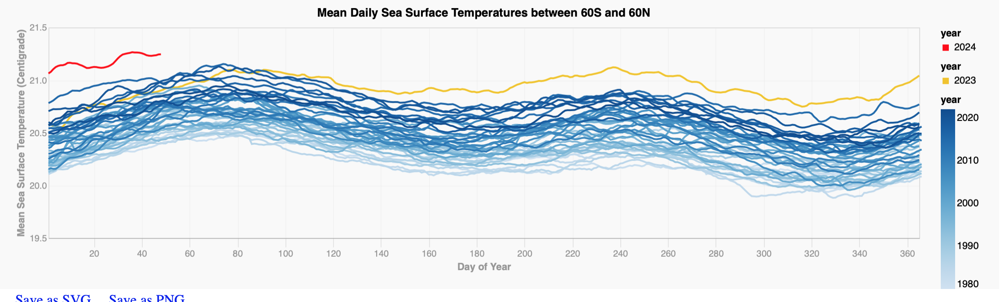 Mean Daily Sea Surface Temperatures between 60S and 60N
Mean Sea Surface Temperature (Centigrade)
21.5
21.0
20.5
20.0
19.5
20 40 60 80 100 120 140 160 180 200 220 240 260 280 300 320 340 360
Day of Year
year
2024
year
2023
year
2020
2010
2000
1990
1980
Save as SVG Save as PNG